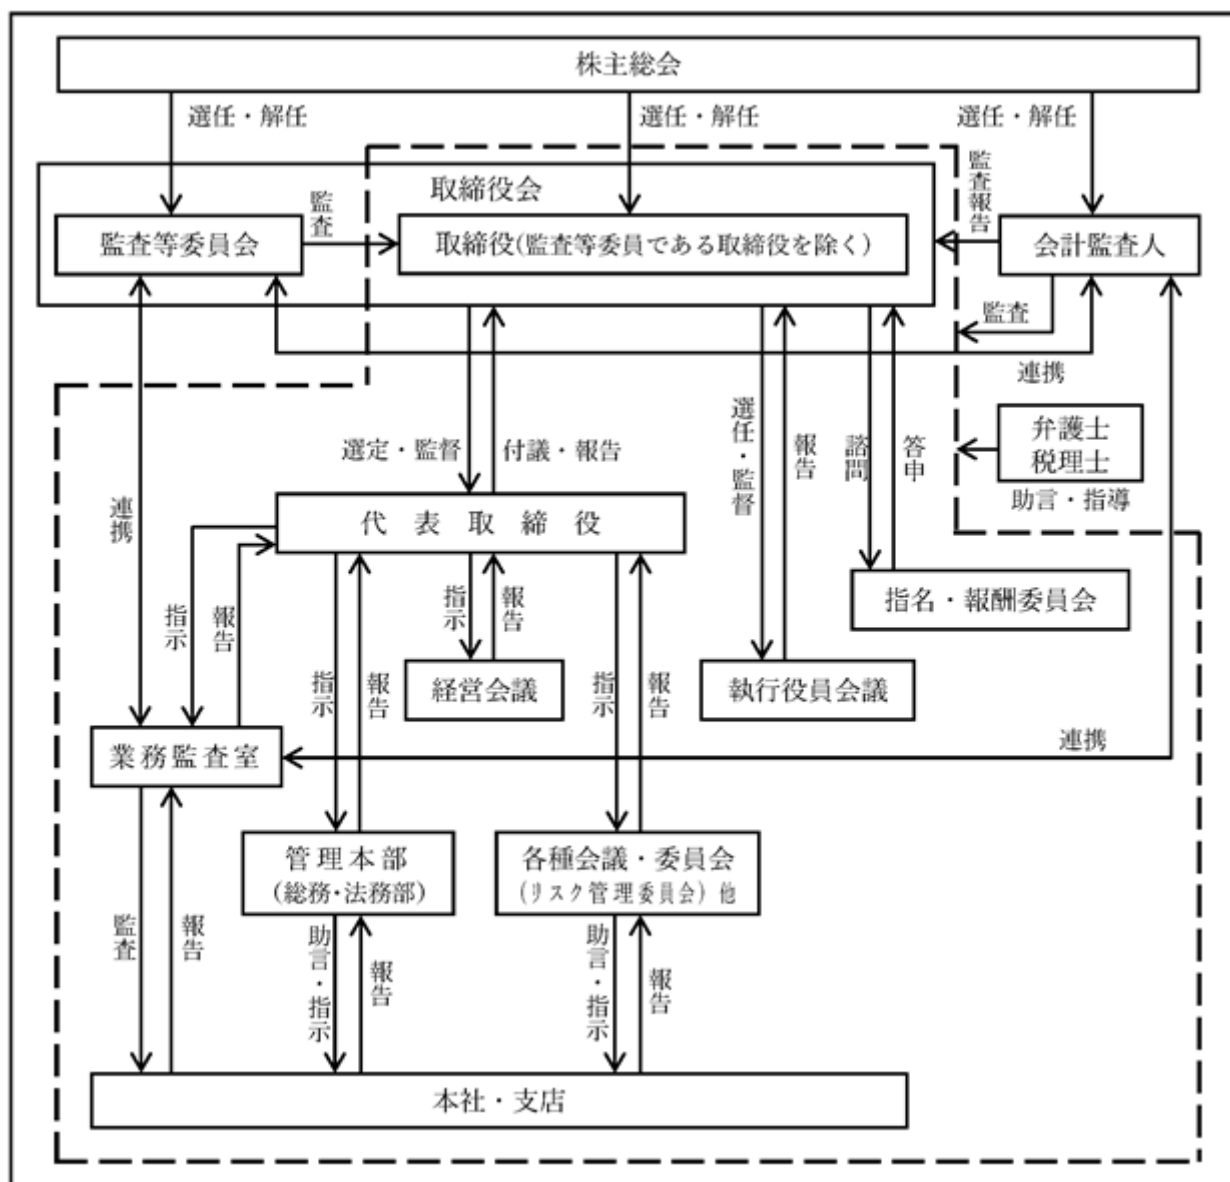 株主総会
選任・解任
選任・解任
選任・解任
取締役会
監査等委員会
監査
取締役(監査等委員である取締役を除く)
監査報告
会計監査人
監査
連携
弁護士
税理士
助言・指導
選定・監督
付議・報告
選任・監督
報告
諮問
答申
連携
代表取締役
指名・報酬委員会
指示
報告
指示
報告
経営会議
執行役員会議
指示
報告
指示
報告
業務監査室
連携
管理本部
(総務・法務部)
各種会議・委員会
(リスク管理委員会)他
監査
報告
助言・指示
報告
助言・指示
報告
本社・支店